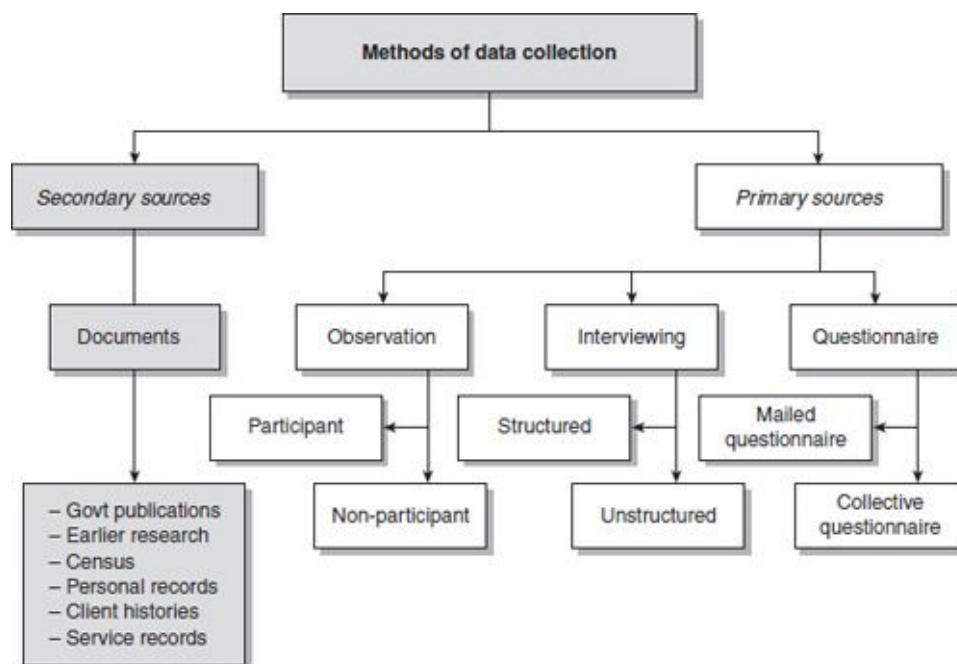 Methods of data collection
Secondary sources
Primary sources
Documents
Observation
Interviewing
Questionnaire
Participant
Structured
Mailed
questionnaire
Non-participant
Unstructured
Collective
questionnaire
– Govt publications
– Earlier research
– Census
– Personal records
– Client histories
– Service records